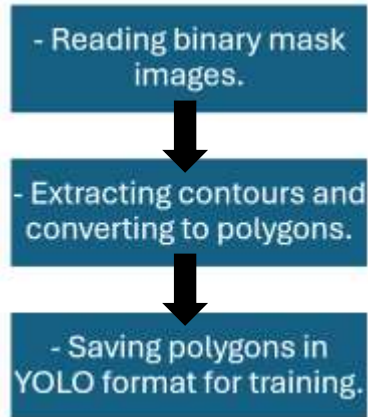 - Reading binary mask
images.
- Extracting contours and
converting to polygons.
- Saving polygons in
YOLO format for training.